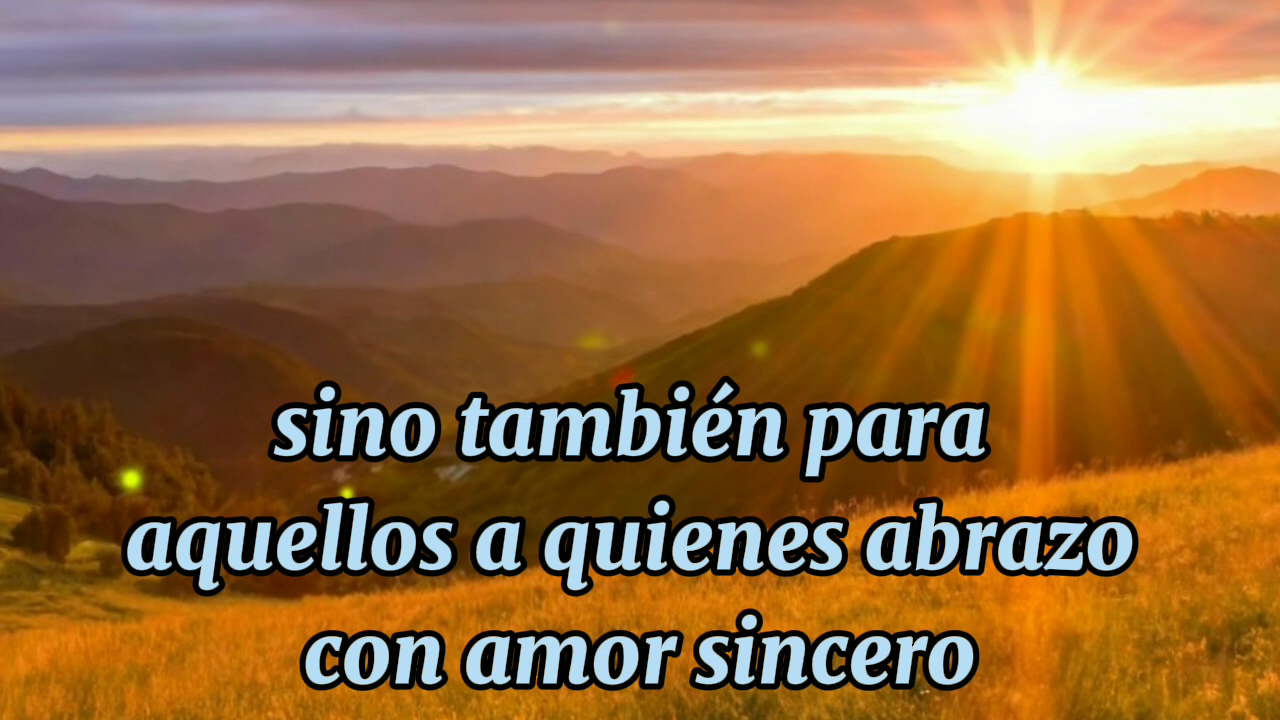 sino también para
aquellos a quienes abrazo
con amor sincero